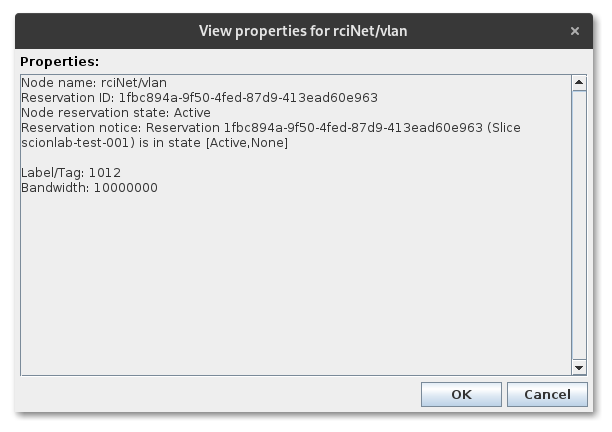 View properties for rciNet/vlan
×
Properties:
Node name: rciNet/vlan
Reservation ID: 1fbc894a-9f50-4fed-87d9-413ead60e963
Node reservation state: Active
Reservation notice: Reservation 1fbc894a-9f50-4fed-87d9-413ead60e963 (Slice
scionlab-test-001) is in state [Active,None]
Label/Tag: 1012
Bandwidth: 10000000
OK
Cancel